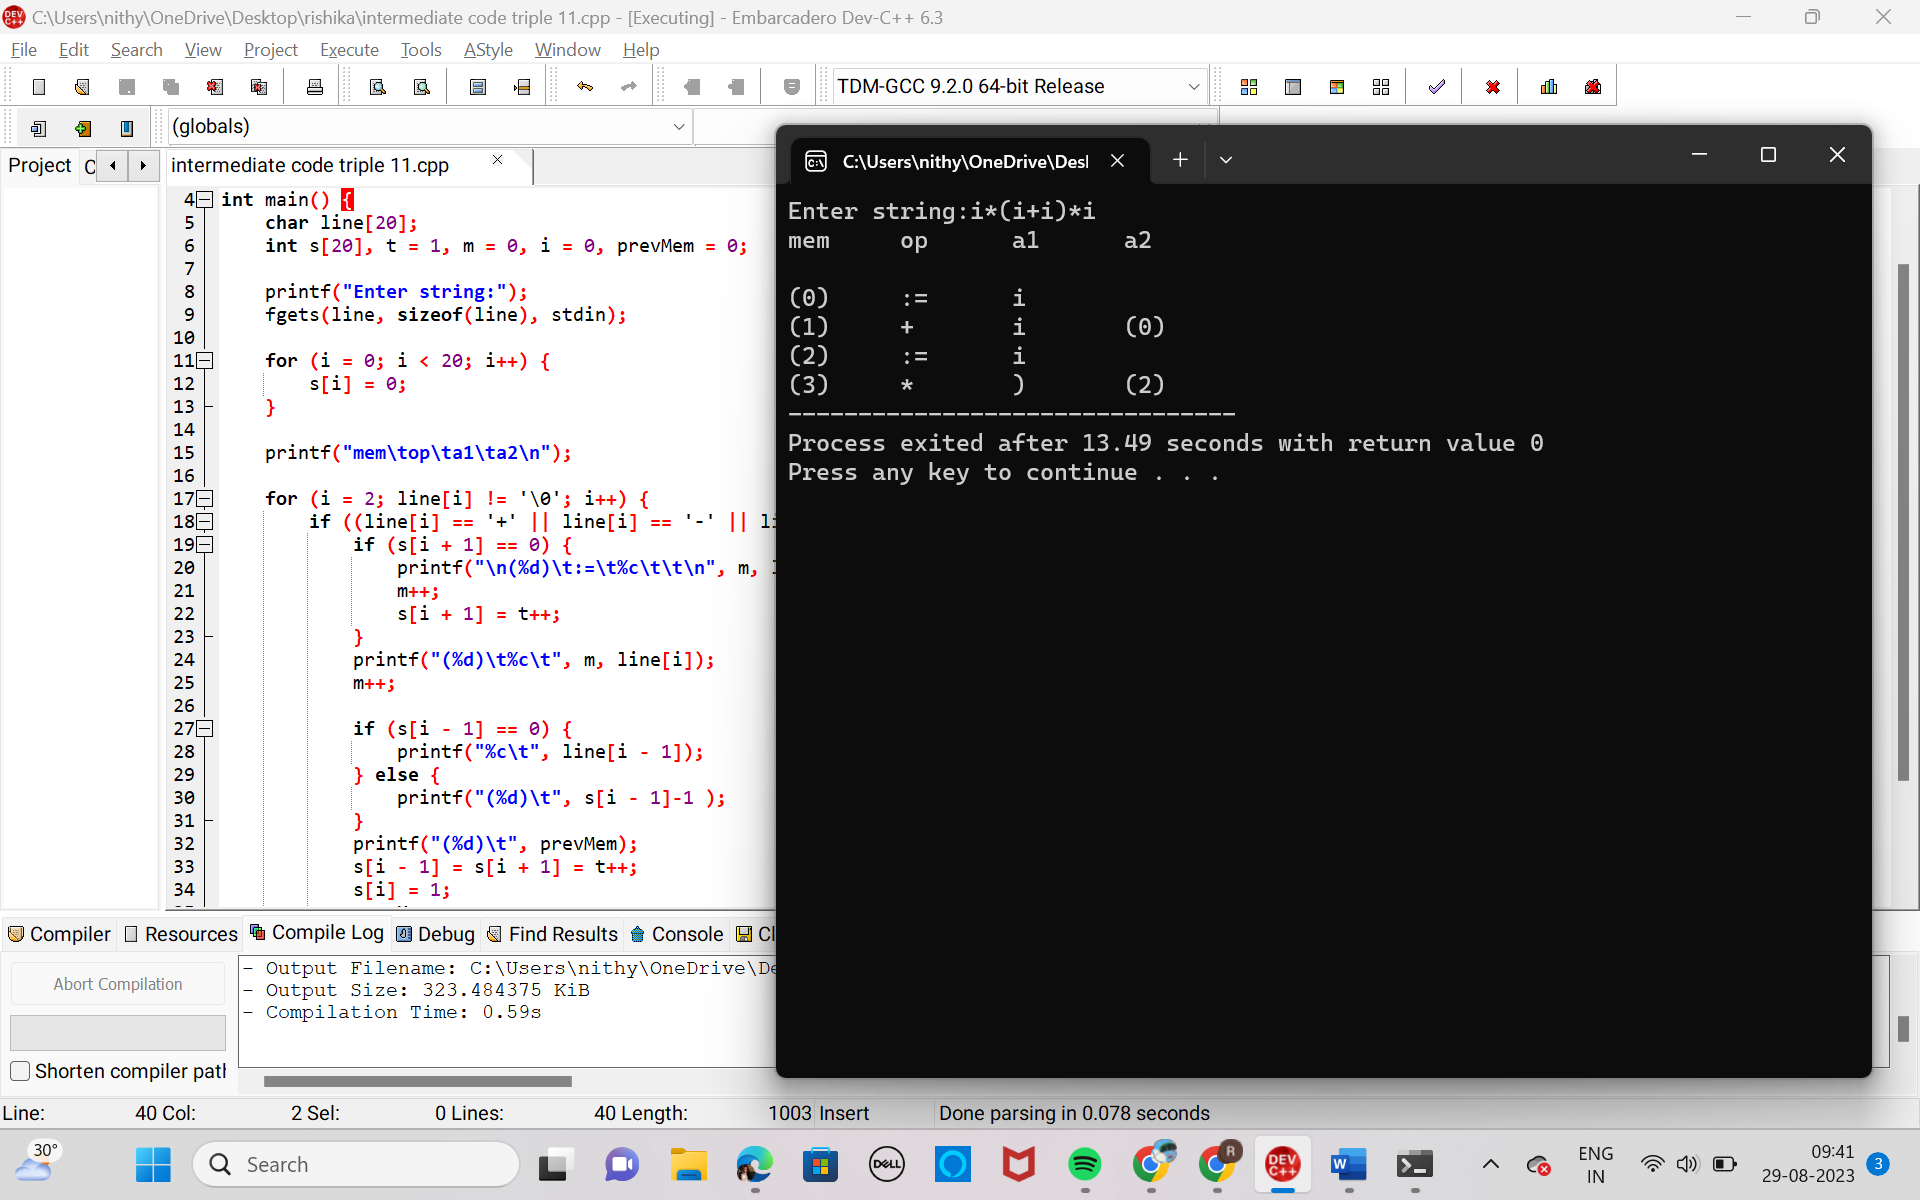 C:\Users\nithy\OneDrive\Desktop\rishika\intermediate code triple 11.cpp - [Executing] - Embarcadero Dev-C++ 6.3
File Edit Search View Project Execute Tools AStyle Window Help
TDM-GCC 9.2.0 64-bit Release
(globals)
Project C
intermediate code triple 11.cpp
4 int main() {
5 char line[20];
6 int s[20], t = 1, m = 0, i = 0, prevMem = 0;
7
8 printf("Enter string:");
9 fgets(line, sizeof(line), stdin);
10
11 for (i = 0; i < 20; i++) {
12 s[i] = 0;
13 }
14
15 printf("mem\top\ta1\ta2\n");
16
17 for (i = 2; line[i] != '\0'; i++) {
18 if ((line[i] == '+' || line[i] == '-' || li
19 if (s[i + 1] == 0) {
20 printf("\n(%d)\t:=\t%c\t\t\n", m,
21 m++;
22 s[i + 1] = t++;
23 }
24 printf("(%d)\t%c\t", m, line[i]);
25 m++;
26
27 if (s[i - 1] == 0) {
28 printf("%c\t", line[i - 1]);
29 } else {
30 printf("(%d)\t", s[i - 1]-1 );
31 }
32 printf("(%d)\t", prevMem);
33 s[i - 1] = s[i + 1] = t++;
34 s[i] = 1;
C:\Users\nithy\OneDrive\Desl
Enter string:i*(i+i)*i
mem op a1 a2
(0) := i
(1) + i (0)
(2) := i
(3) * ) (2)
--------------------------------
Process exited after 13.49 seconds with return value 0
Press any key to continue . . .
Compiler Resources Compile Log Debug Find Results Console Cl
Abort Compilation
Shorten compiler path
- Output Filename: C:\Users\nithy\OneDrive\De
- Output Size: 323.484375 KiB
- Compilation Time: 0.59s
Line: 40 Col: 2 Sel: 0 Lines: 40 Length: 1003 Insert Done parsing in 0.078 seconds
30°
Search
DELL
R
DEV C++
W
ENG
IN
09:41
29-08-2023
3